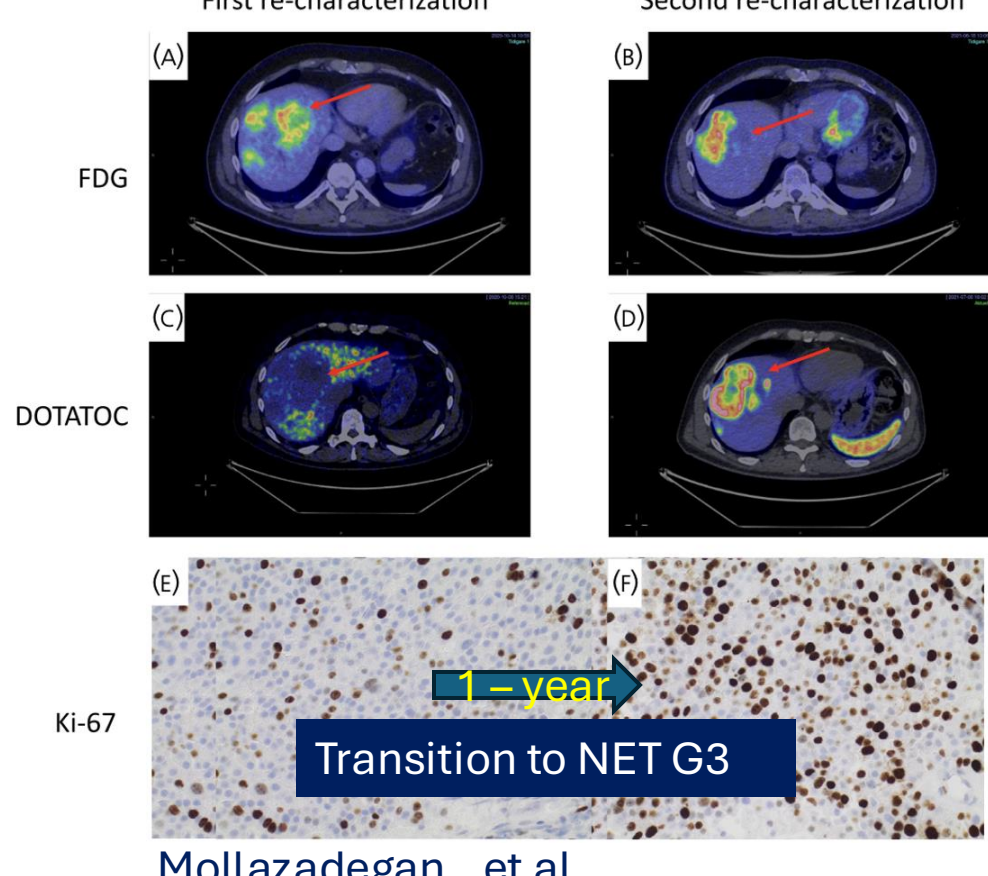 First re-characterization
Second re-characterization
(A)
(B)
FDG
(C)
(D)
DOTATOC
(E)
(F)
1 – year
Ki-67
Transition to NET G3
Mollazadegan et al